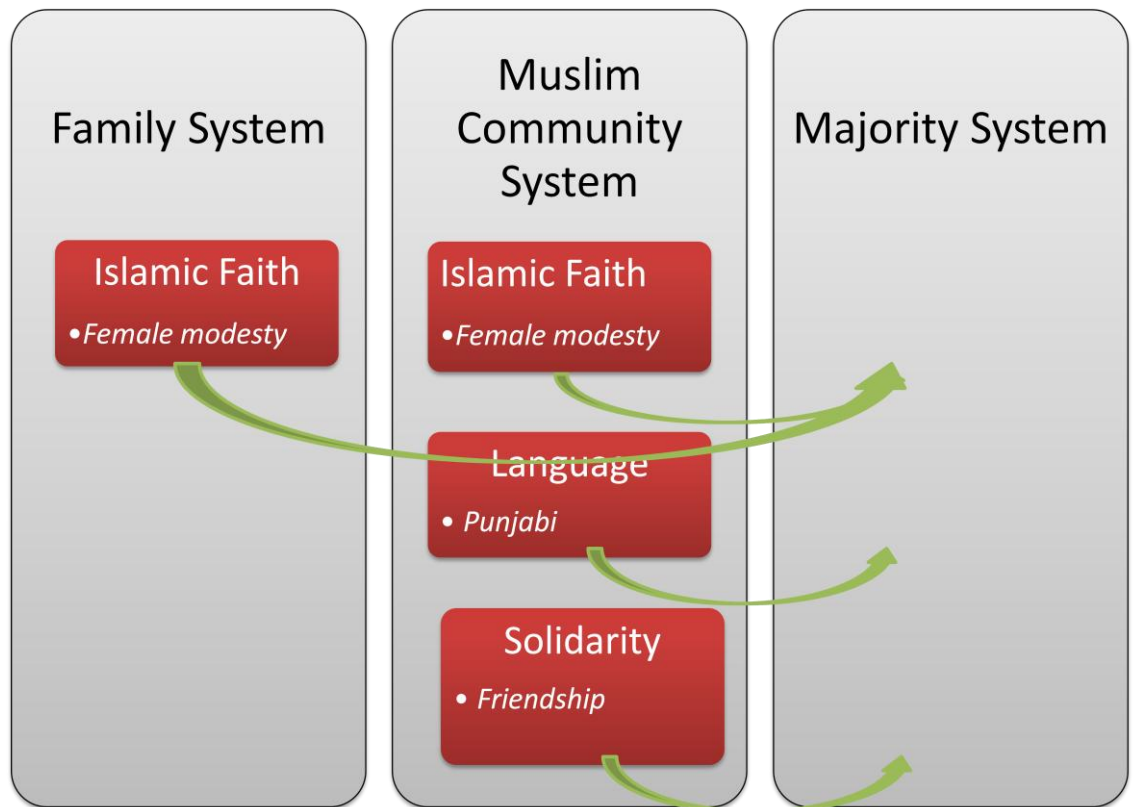 Family System
Islamic Faith
•Female modesty
Muslim
Community
System
Islamic Faith
•Female modesty
Language
• Punjabi
Solidarity
• Friendship
Majority System